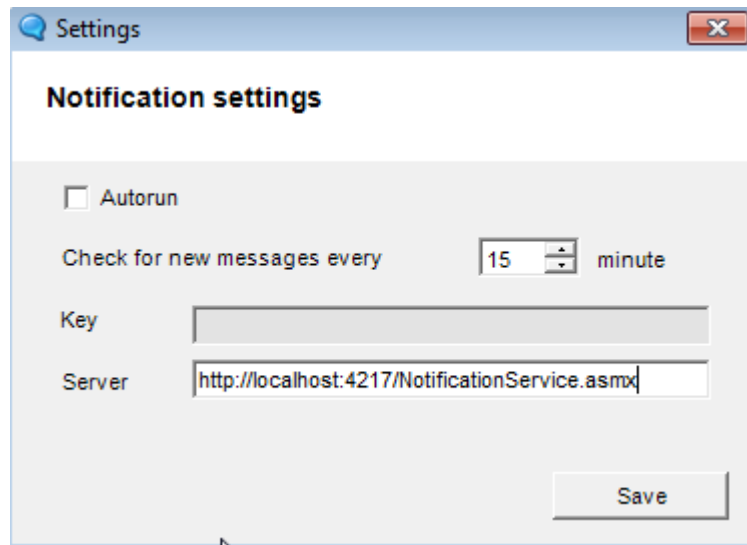 Settings
Notification settings
Autorun
Check for new messages every 15 minute
Key
Server http://localhost:4217/NotificationService.asmx
Save